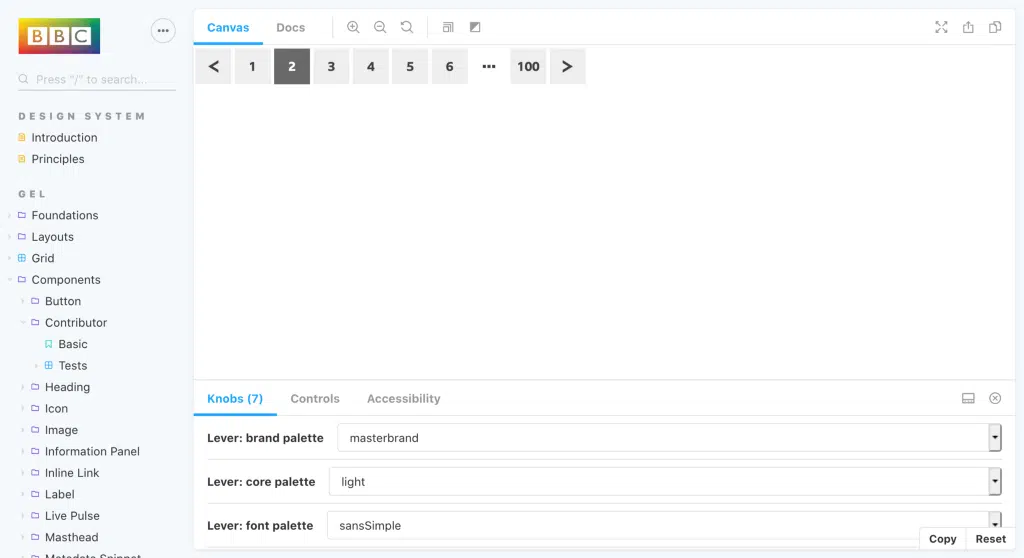 BBC
•••
Press "/" to search...
DESIGN SYSTEM
Introduction
Principles
GEL
Foundations
Layouts
Grid
Components
Button
Contributor
Basic
Tests
Heading
Icon
Image
Information Panel
Inline Link
Label
Live Pulse
Masthead
Metadata Snippet
Canvas Docs
< 1 2 3 4 5 6 ••• 100 >
Knobs (7) Controls Accessibility
Lever: brand palette masterbrand
Lever: core palette light
Lever: font palette sansSimple
Copy Reset